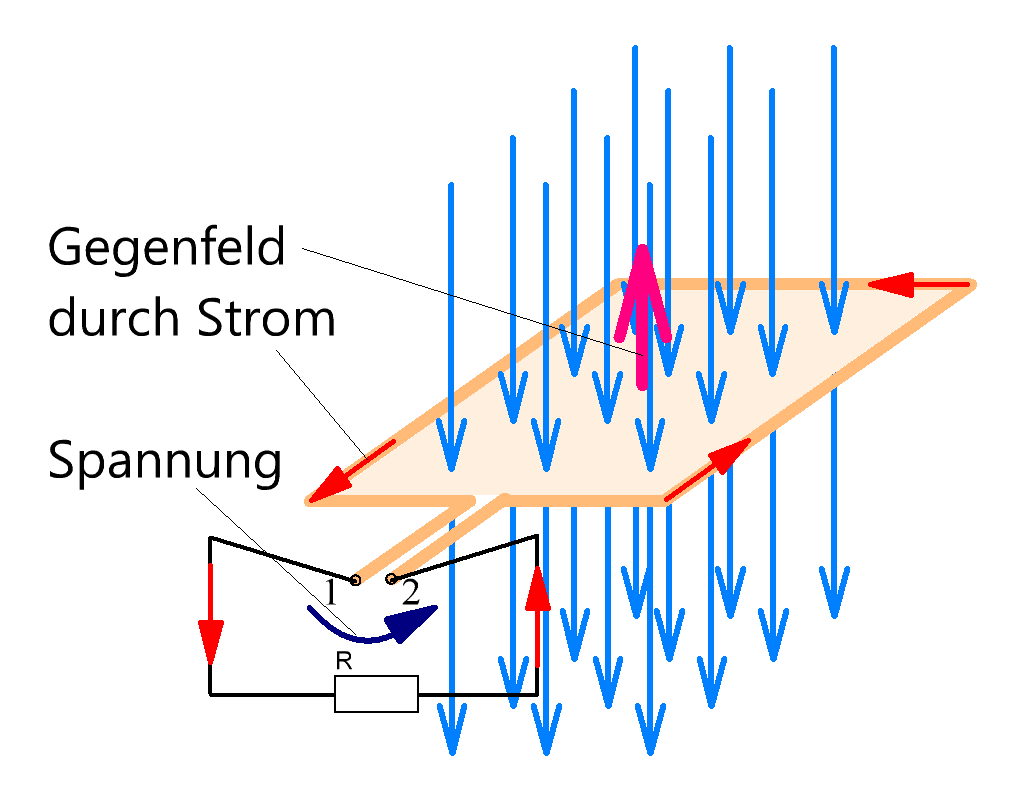 Gegenfeld
durch Strom
Spannung
1 2
R